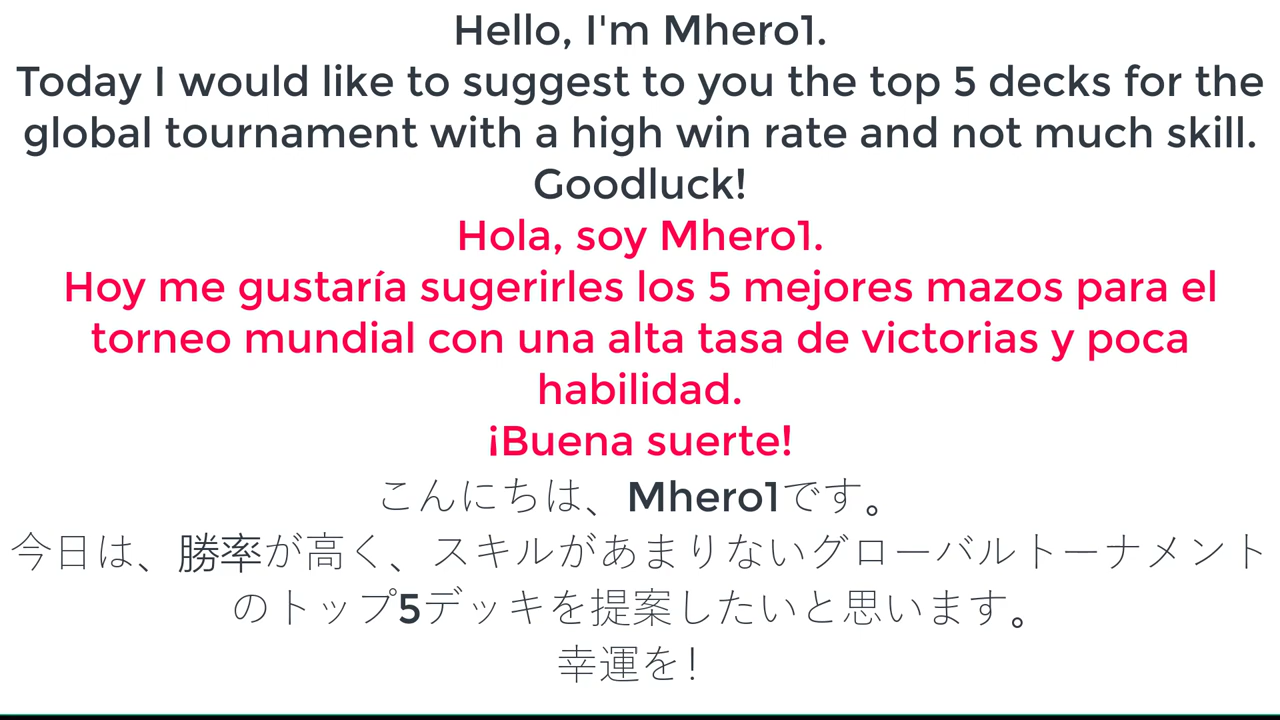 Hello, I'm Mhero1.
Today I would like to suggest to you the top 5 decks for the
global tournament with a high win rate and not much skill.
Goodluck!
Hola, soy Mhero1.
Hoy me gustaría sugerirles los 5 mejores mazos para el
torneo mundial con una alta tasa de victorias y poca
habilidad.
¡Buena suerte!
こんにちは、Mhero1です。
今日は、勝率が高く、スキルがあまりないグローバルトーナメント
のトップ5デッキを提案したいと思います。
幸運を!